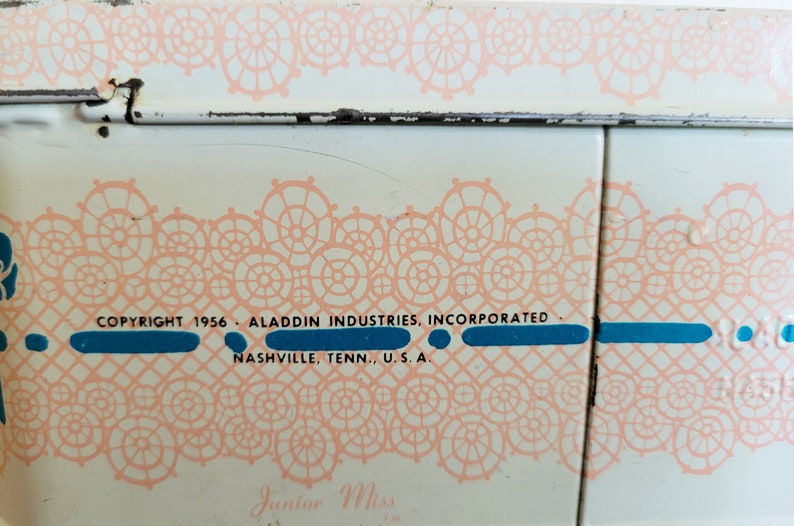 COPYRIGHT 1956 · ALADDIN INDUSTRIES, INCORPORATED ·
NASHVILLE, TENN., U.S.A.
Junior Miss
T.M.